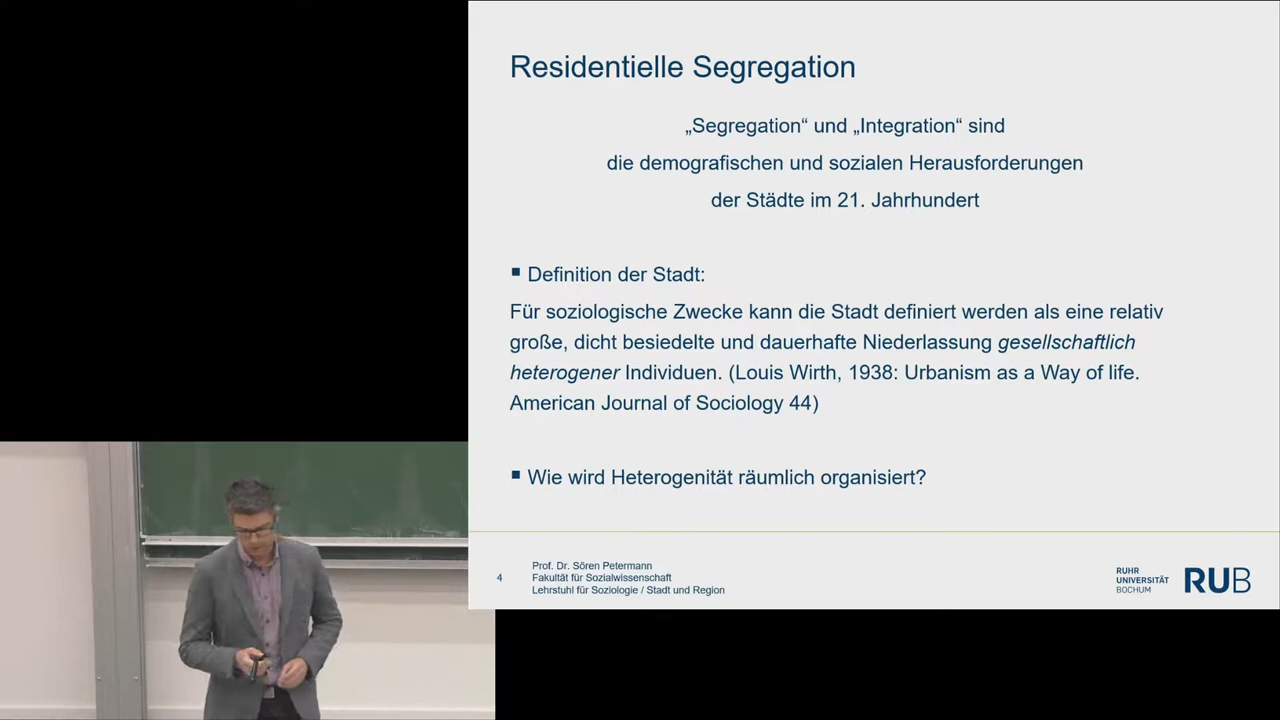 Residentielle Segregation
„Segregation“ und „Integration“ sind
die demografischen und sozialen Herausforderungen
der Städte im 21. Jahrhundert
▪ Definition der Stadt:
Für soziologische Zwecke kann die Stadt definiert werden als eine relativ
große, dicht besiedelte und dauerhafte Niederlassung gesellschaftlich
heterogener Individuen. (Louis Wirth, 1938: Urbanism as a Way of life.
American Journal of Sociology 44)
▪ Wie wird Heterogenität räumlich organisiert?
4
Prof. Dr. Sören Petermann
Fakultät für Sozialwissenschaft
Lehrstuhl für Soziologie / Stadt und Region
RUHR
UNIVERSITÄT
BOCHUM
RUB